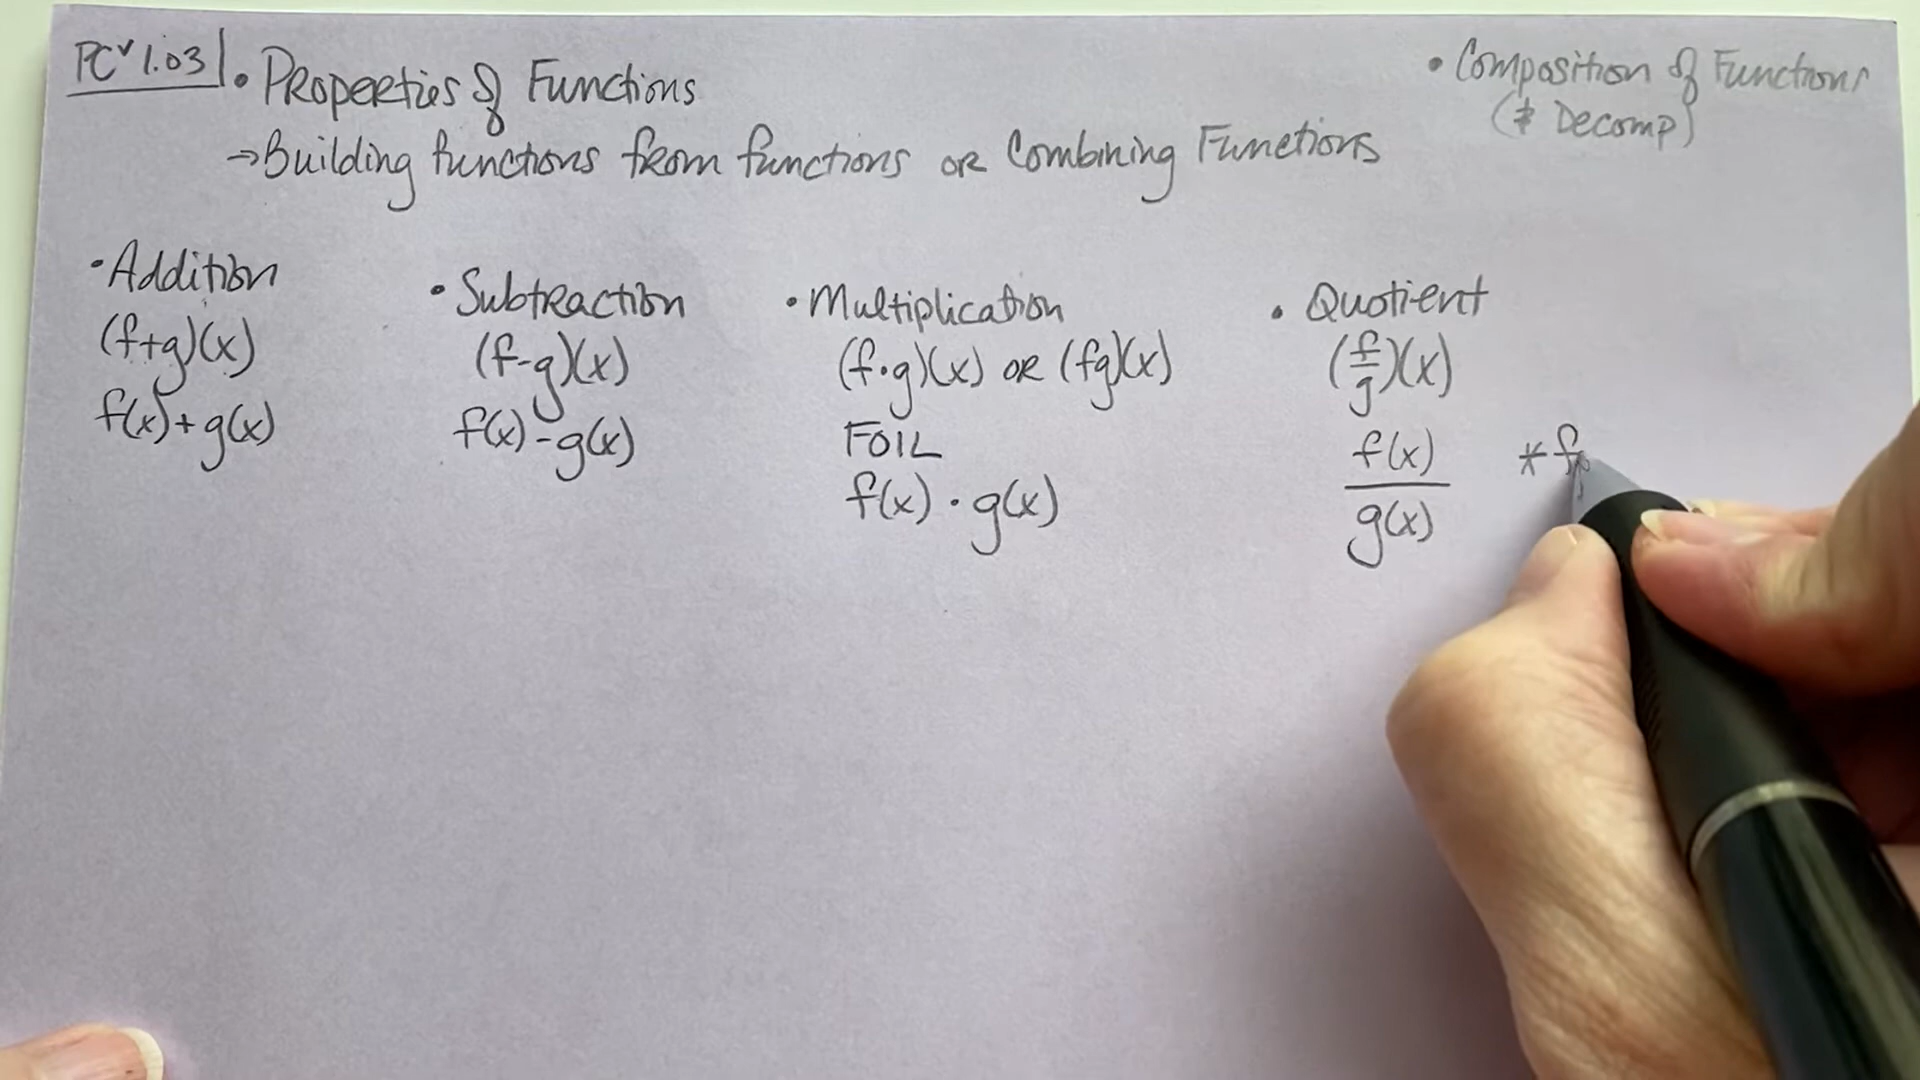 PCV 1.03
• Properties of Functions
→ Building functions from functions or Combining Functions
• Composition of Functions
(& Decomp)
• Addition
(f+g)(x)
f(x)+g(x)
• Subtraction
(f-g)(x)
f(x)-g(x)
• Multiplication
(f•g)(x) or (fg)(x)
FOIL
f(x) • g(x)
• Quotient
(f/g)(x)
f(x)
g(x)
* f